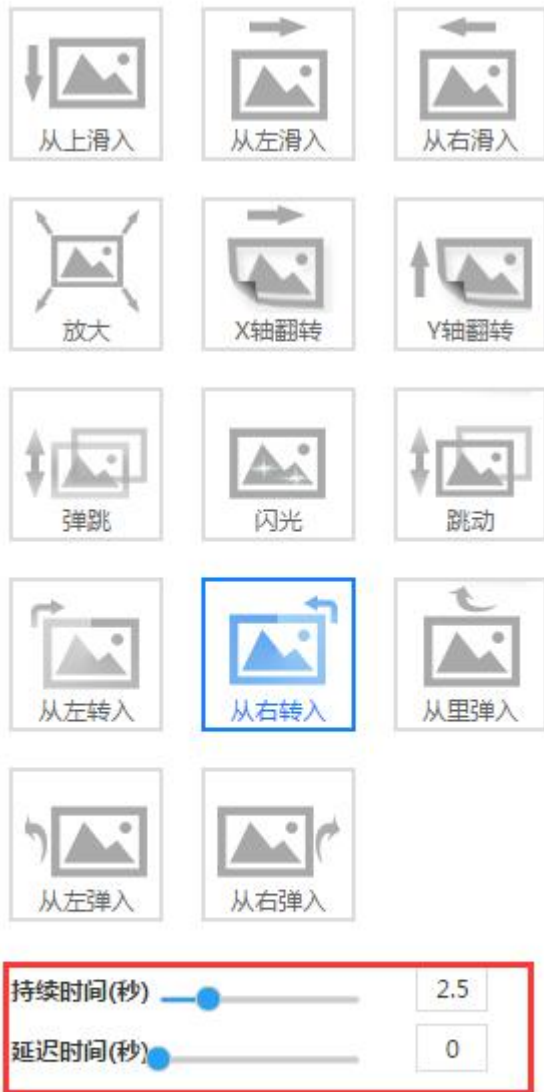 从上滑入 从左滑入 从右滑入
放大 X轴翻转 Y轴翻转
弹跳 闪光 跳动
从左转入 从右转入 从里弹入
从左弹入 从右弹入
持续时间(秒) 2.5
延迟时间(秒) 0